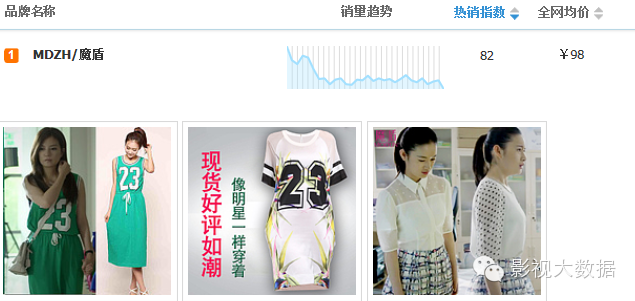 品牌名称 销量趋势 热销指数 全网均价
1 MDZH/魔盾 82 ￥98
23
23
现货好评如潮
像明星一样穿着
23
影视大数据